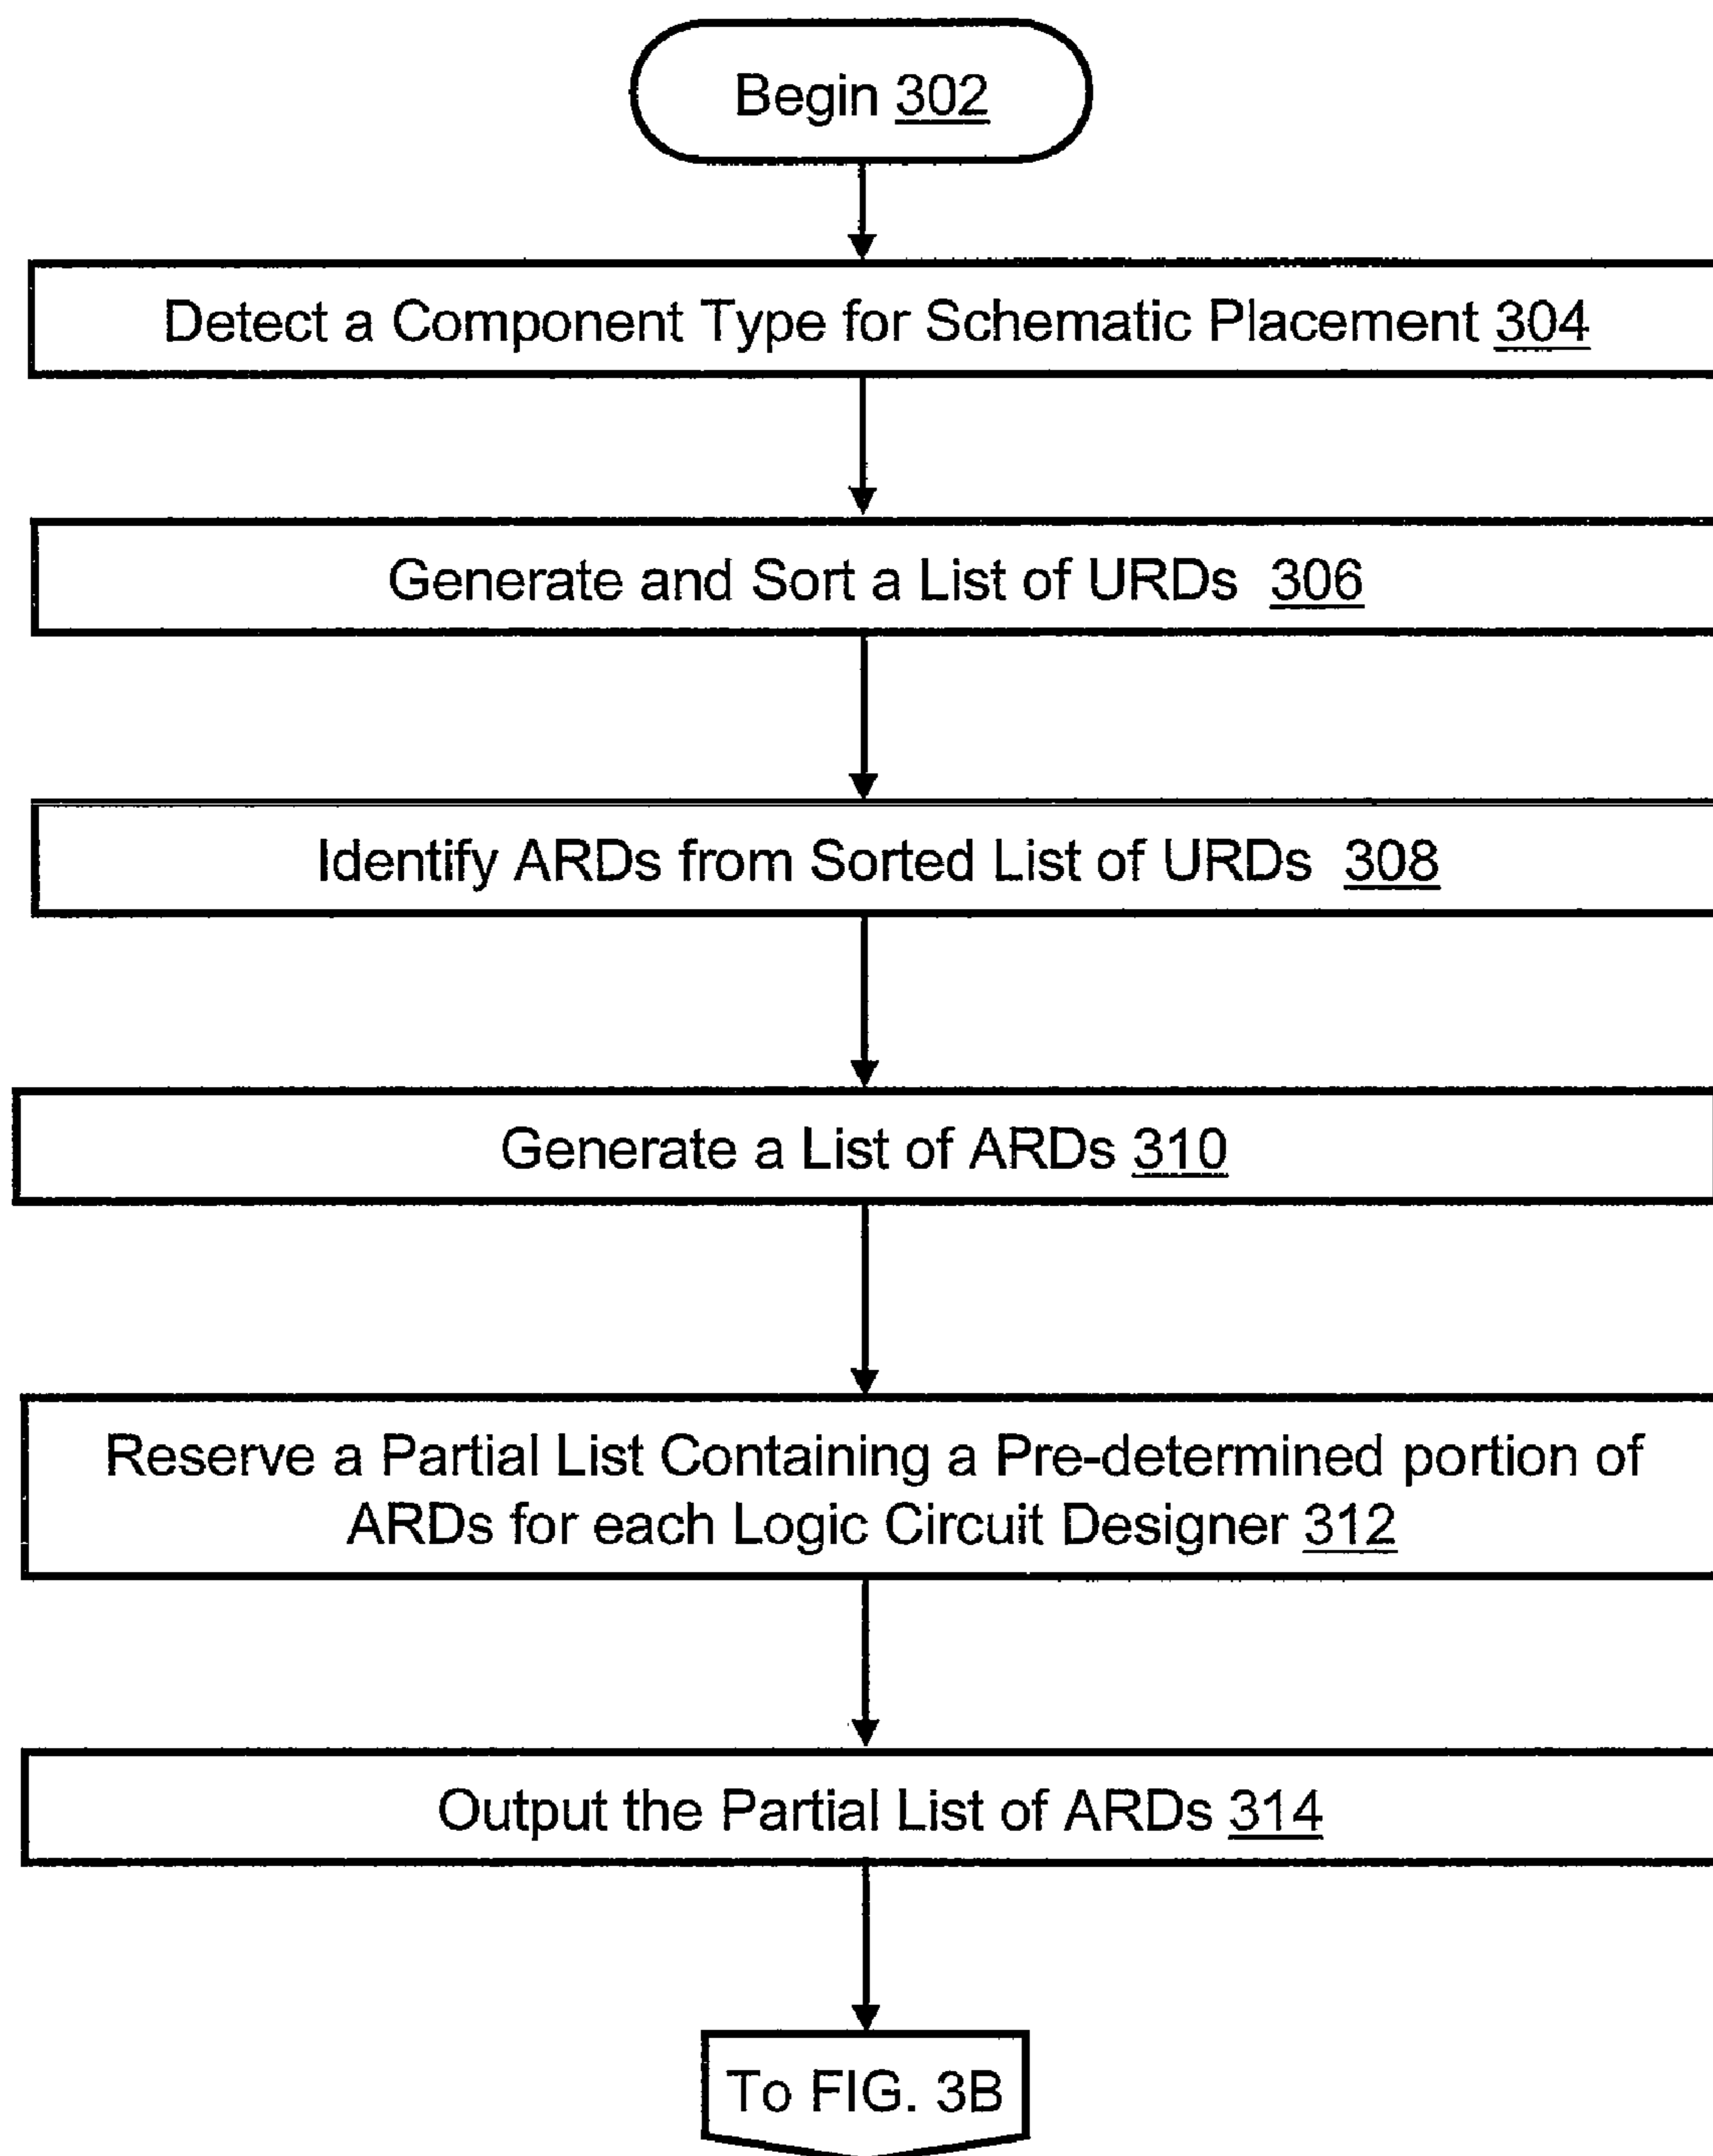 Begin 302
Detect a Component Type for Schematic Placement 304
Generate and Sort a List of URDs 306
Identify ARDs from Sorted List of URDs 308
Generate a List of ARDs 310
Reserve a Partial List Containing a Pre-determined portion of
ARDs for each Logic Circuit Designer 312
Output the Partial List of ARDs 314
To FIG. 3B